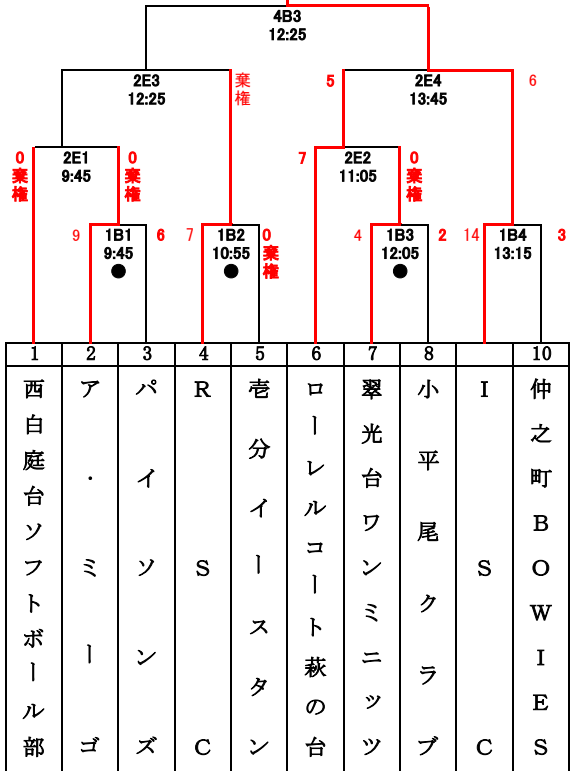 4B3
12:25
2E3
12:25
棄権
5
2E4
13:45
6
0
棄権
2E1
9:45
0
棄権
7
2E2
11:05
0
棄権
9
1B1
9:45
●
6
7
1B2
10:55
●
0
棄権
4
1B3
12:05
●
2
14
1B4
13:15
3
1 2 3 4 5 6 7 8 10
西白庭台ソフトボール部
ア・ミーゴ
パイソンズ
RSC
壱分イースタン
ローレルコート萩の台
翠光台ワンミニッツ
小平尾クラブ
ISC
仲之町BOWIES